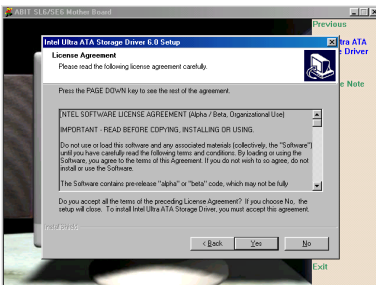 ABIT SL6/SE6 Mother Board
Previous
Intel Ultra ATA Storage Driver 6.0 Setup
tra ATA
e Driver
License Agreement
Please read the following license agreement carefully.
e Note
Press the PAGE DOWN key to see the rest of the agreement.
INTEL SOFTWARE LICENSE AGREEMENT (Alpha / Beta, Organizational Use)
IMPORTANT - READ BEFORE COPYING, INSTALLING OR USING.
Do not use or load this software and any associated materials (collectively, the "Software")
until you have carefully read the following terms and conditions. By loading or using the
Software, you agree to the terms of this Agreement. If you do not wish to so agree, do not
install or use the Software.
The Software contains pre-release "alpha" or "beta" code, which may not be fully
Do you accept all the terms of the preceding License Agreement? If you choose No, the
setup will close. To install Intel Ultra ATA Storage Driver, you must accept this agreement.
InstallShield
< Back
Yes
No
Exit